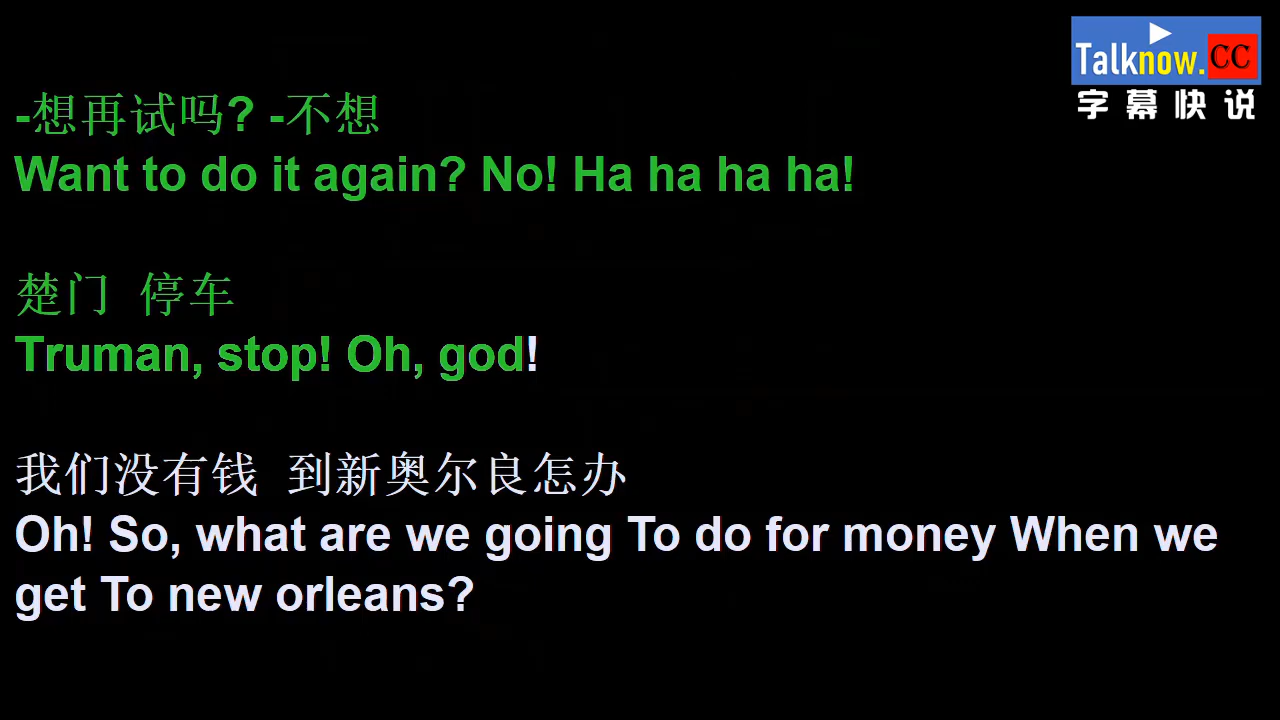 Talknow.CC
字幕快说
-想再试吗? -不想
Want to do it again? No! Ha ha ha ha!
楚门 停车
Truman, stop! Oh, god!
我们没有钱 到新奥尔良怎办
Oh! So, what are we going To do for money When we
get To new orleans?